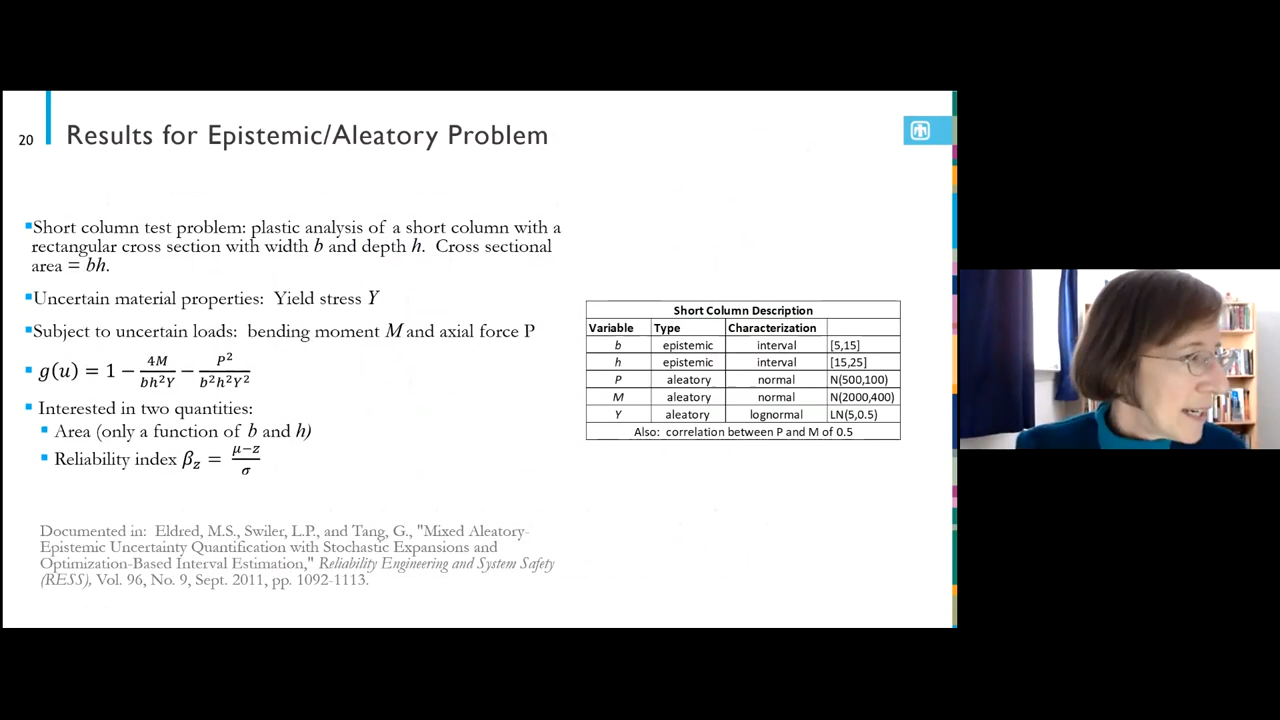 20
Results for Epistemic/Aleatory Problem
▪Short column test problem: plastic analysis of a short column with a
rectangular cross section with width b and depth h. Cross sectional
area = bh.
▪Uncertain material properties: Yield stress Y
▪Subject to uncertain loads: bending moment M and axial force P
▪ g(u) = 1 − 4M/bh²Y − P²/b²h²Y²
▪ Interested in two quantities:
▪ Area (only a function of b and h)
▪ Reliability index βz = μ−z/σ
Documented in: Eldred, M.S., Swiler, L.P., and Tang, G., "Mixed Aleatory-
Epistemic Uncertainty Quantification with Stochastic Expansions and
Optimization-Based Interval Estimation," Reliability Engineering and System Safety
(RESS), Vol. 96, No. 9, Sept. 2011, pp. 1092-1113.
Short Column Description
Variable Type Characterization
b epistemic interval [5,15]
h epistemic interval [15,25]
P aleatory normal N(500,100)
M aleatory normal N(2000,400)
Y aleatory lognormal LN(5,0.5)
Also: correlation between P and M of 0.5